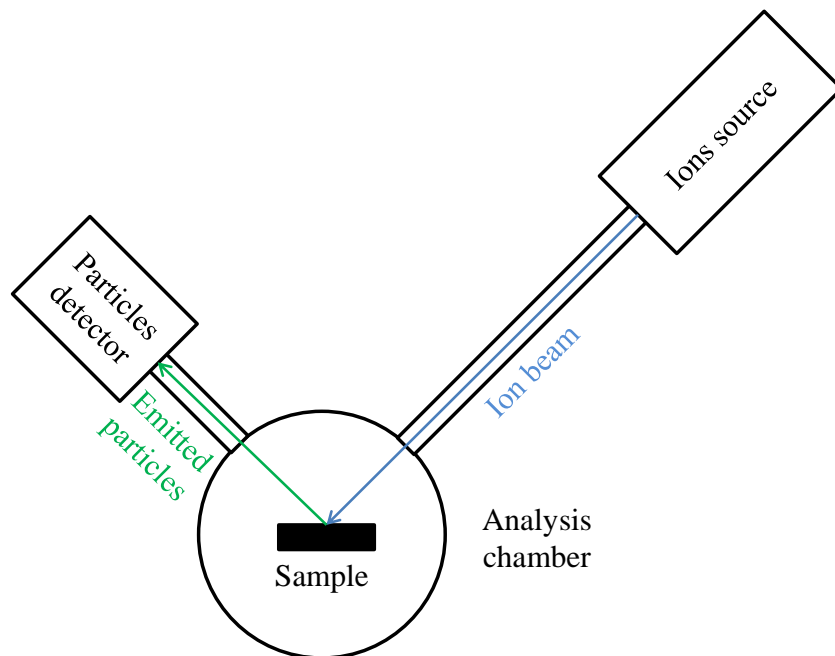 Ions source
Particles
detector
Ion beam
Emitted
particles
Analysis
chamber
Sample